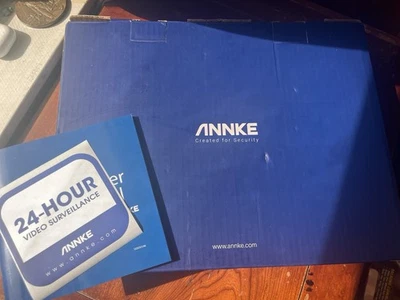 ANNKE
Created for Security
www.annke.com
24-HOUR
VIDEO SURVEILLANCE
ANNKE
www.annke.com